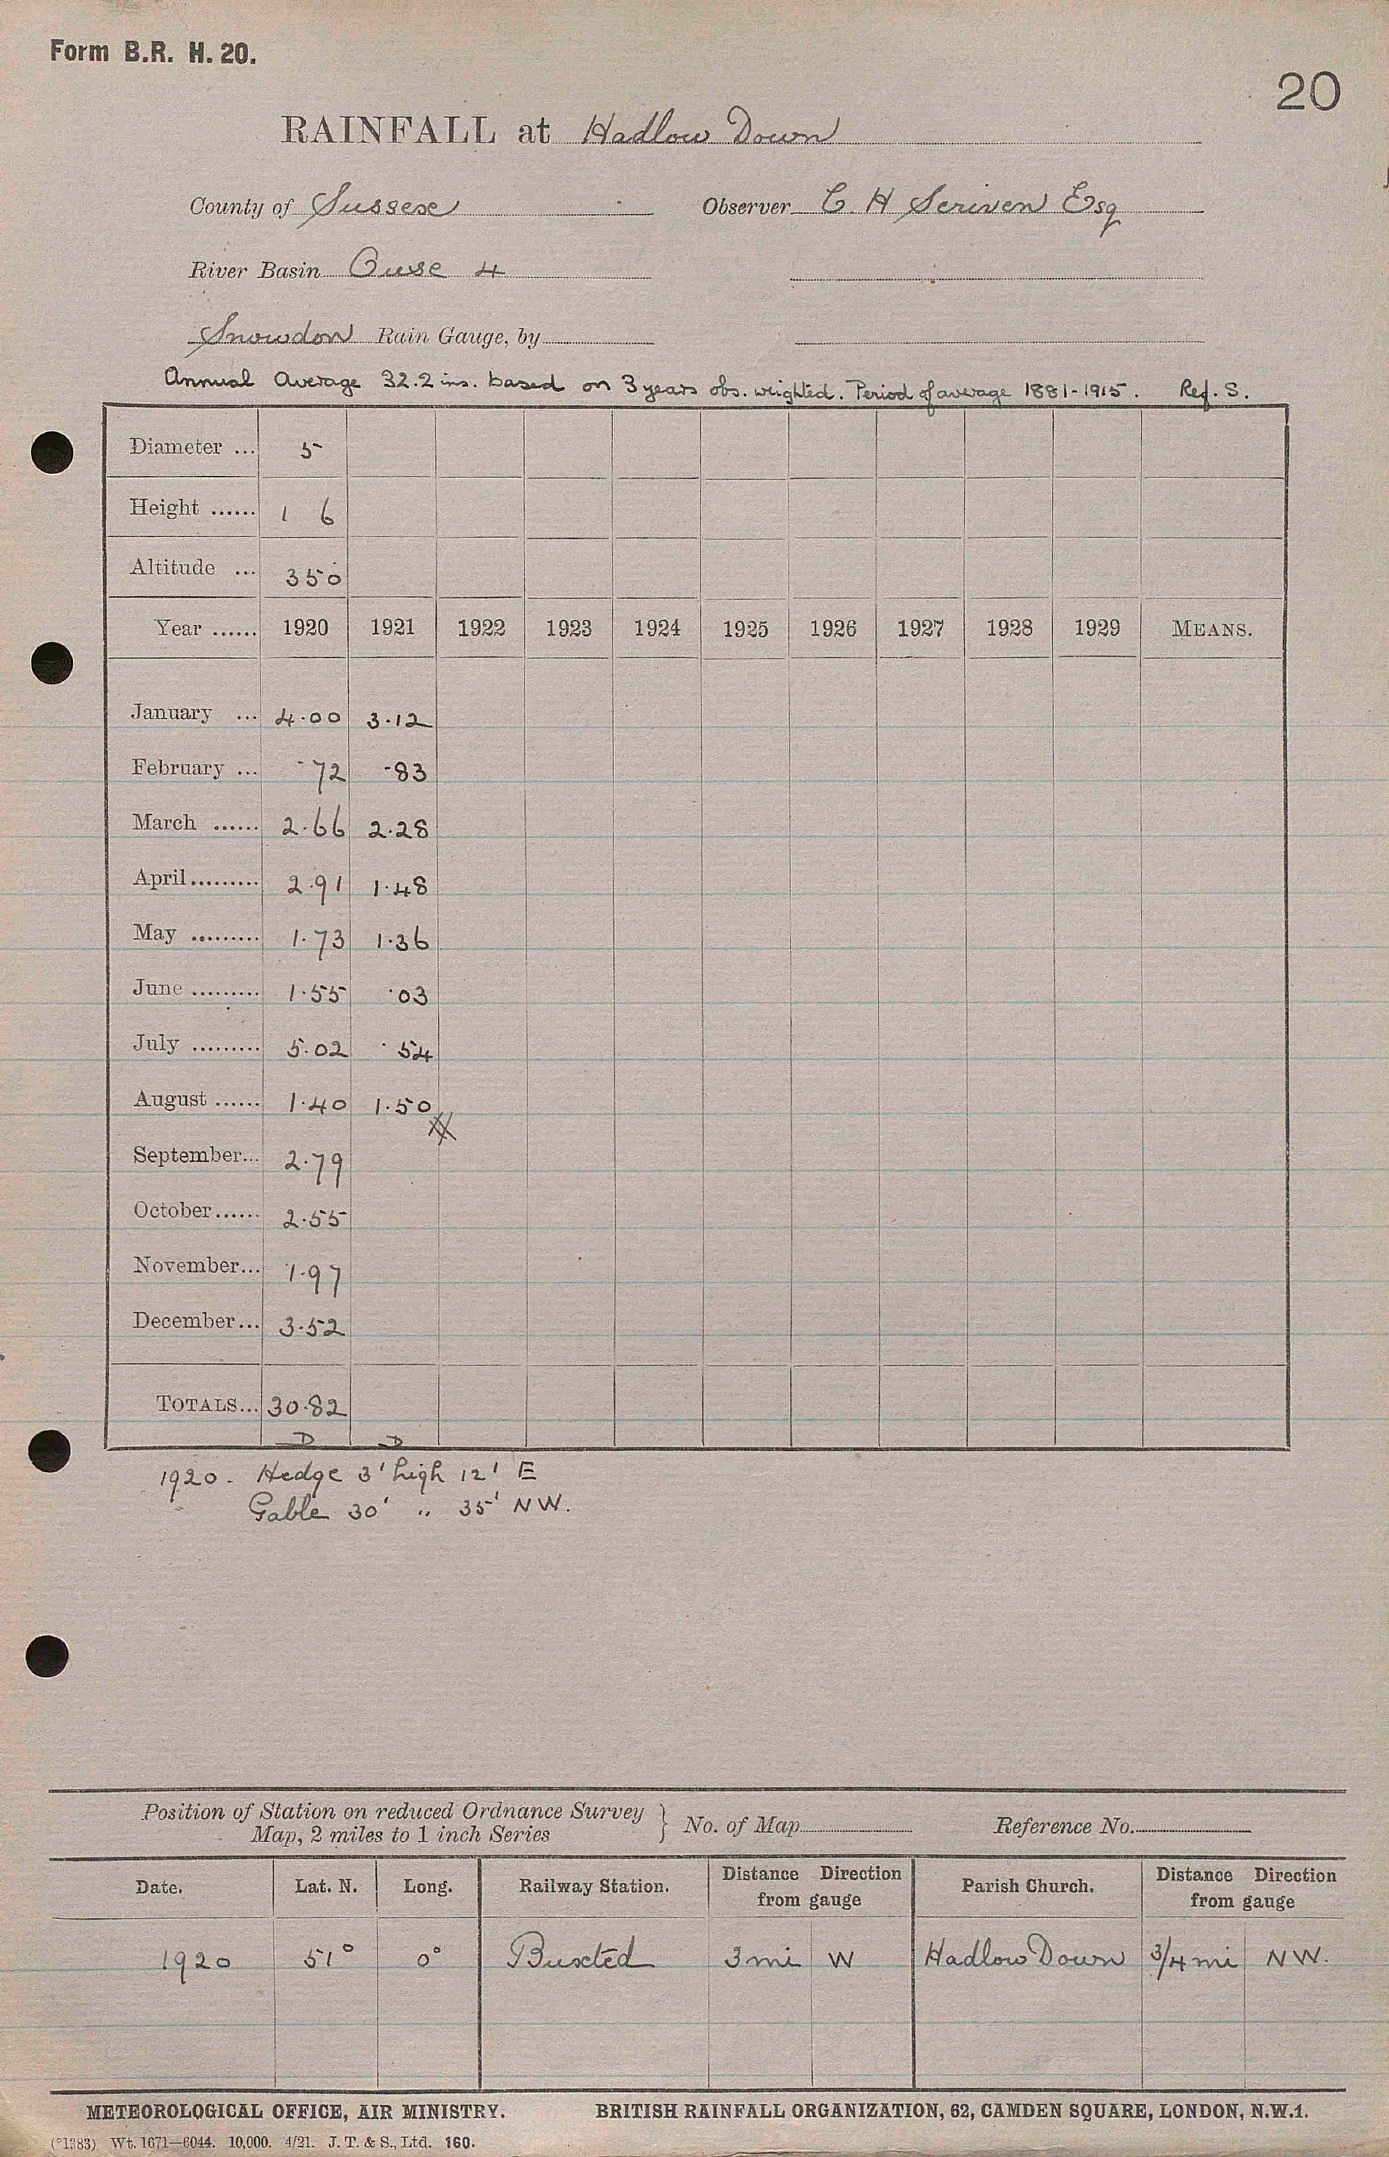 Form B.R. H. 20.
20
RAINFALL at Hadlow Down
County of Sussex Observer C. H Scriven Esq
River Basin Ouse 4
Snowdon Rain Gauge, by
Annual Average 32.2 ins. based on 3 years obs. weighted. Period of average 1881-1915. Ref. S.
Diameter ... 5
Height ...... 1 6
Altitude ... 350
Year ...... 1920 1921 1922 1923 1924 1925 1926 1927 1928 1929 MEANS.
January ... 4.00 3.12
February ... .72 .83
March ...... 2.66 2.28
April......... 2.91 1.48
May ......... 1.73 1.36
June ......... 1.55 .03
July ......... 5.02 .54
August ...... 1.40 1.50
September... 2.79
October...... 2.55
November... 1.97
December... 3.52
TOTALS... 30.82
D D
1920 - Hedge 3' high 12' E
Gable 30' " 35' NW.
Position of Station on reduced Ordnance Survey
Map, 2 miles to 1 inch Series } No. of Map Reference No.
Date. Lat. N. Long. Railway Station. Distance Direction from gauge Parish Church. Distance Direction from gauge
1920 51° 0° Buxted 3 mi W Hadlow Down 3/4 mi NW.
METEOROLOGICAL OFFICE, AIR MINISTRY. BRITISH RAINFALL ORGANIZATION, 62, CAMDEN SQUARE, LONDON, N.W.1.
(*1383) Wt. 1671—6044. 10,000. 4/21. J. T. & S., Ltd. 160.